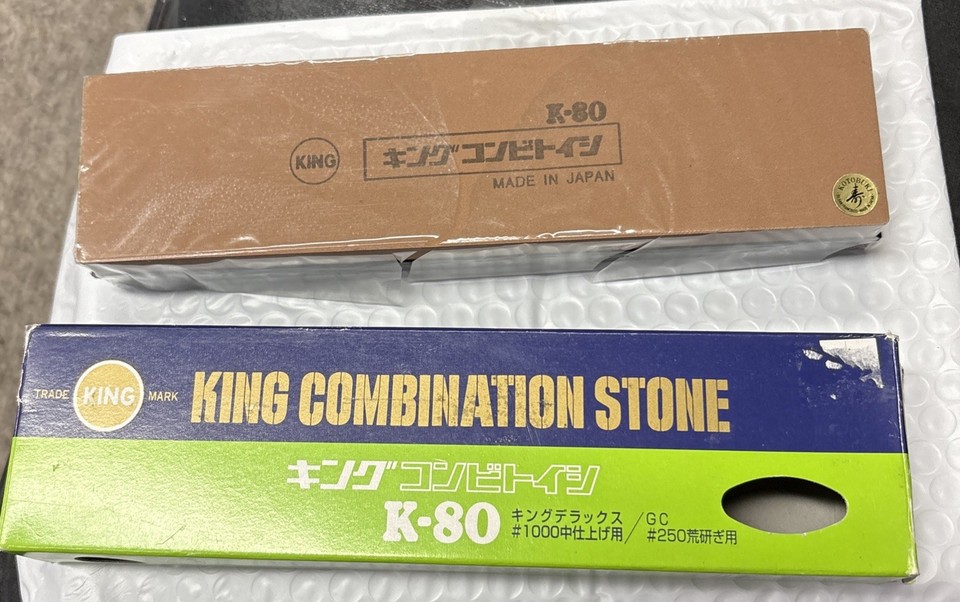 K-80
KING
キングコンビトイシ
MADE IN JAPAN
KOTOBUKI
寿
TRADE KING MARK
KING COMBINATION STONE
キングコンビトイシ
K-80
キングデラックス／GC
#1000中仕上げ用／#250荒研ぎ用